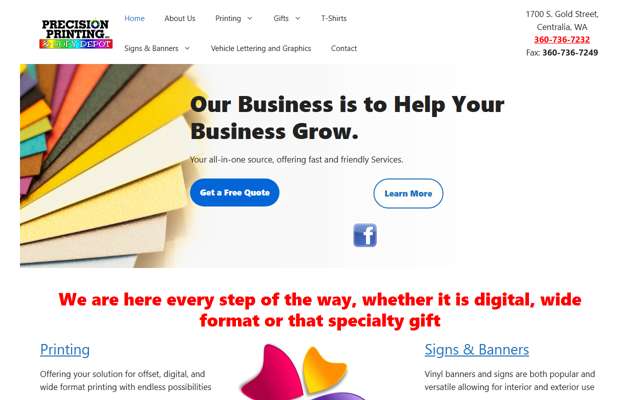 PRECISION
PRINTING
& COPY DEPOT
Home
About Us
Printing
Gifts
T-Shirts
Signs & Banners
Vehicle Lettering and Graphics
Contact
1700 S. Gold Street,
Centralia, WA
360-736-7232
Fax: 360-736-7249
Our Business is to Help Your
Business Grow.
Your all-in-one source, offering fast and friendly Services.
Get a Free Quote
Learn More
f
We are here every step of the way, whether it is digital, wide
format or that specialty gift
Printing
Offering your solution for offset, digital, and
wide format printing with endless possibilities
Signs & Banners
Vinyl banners and signs are both popular and
versatile allowing for interior and exterior use